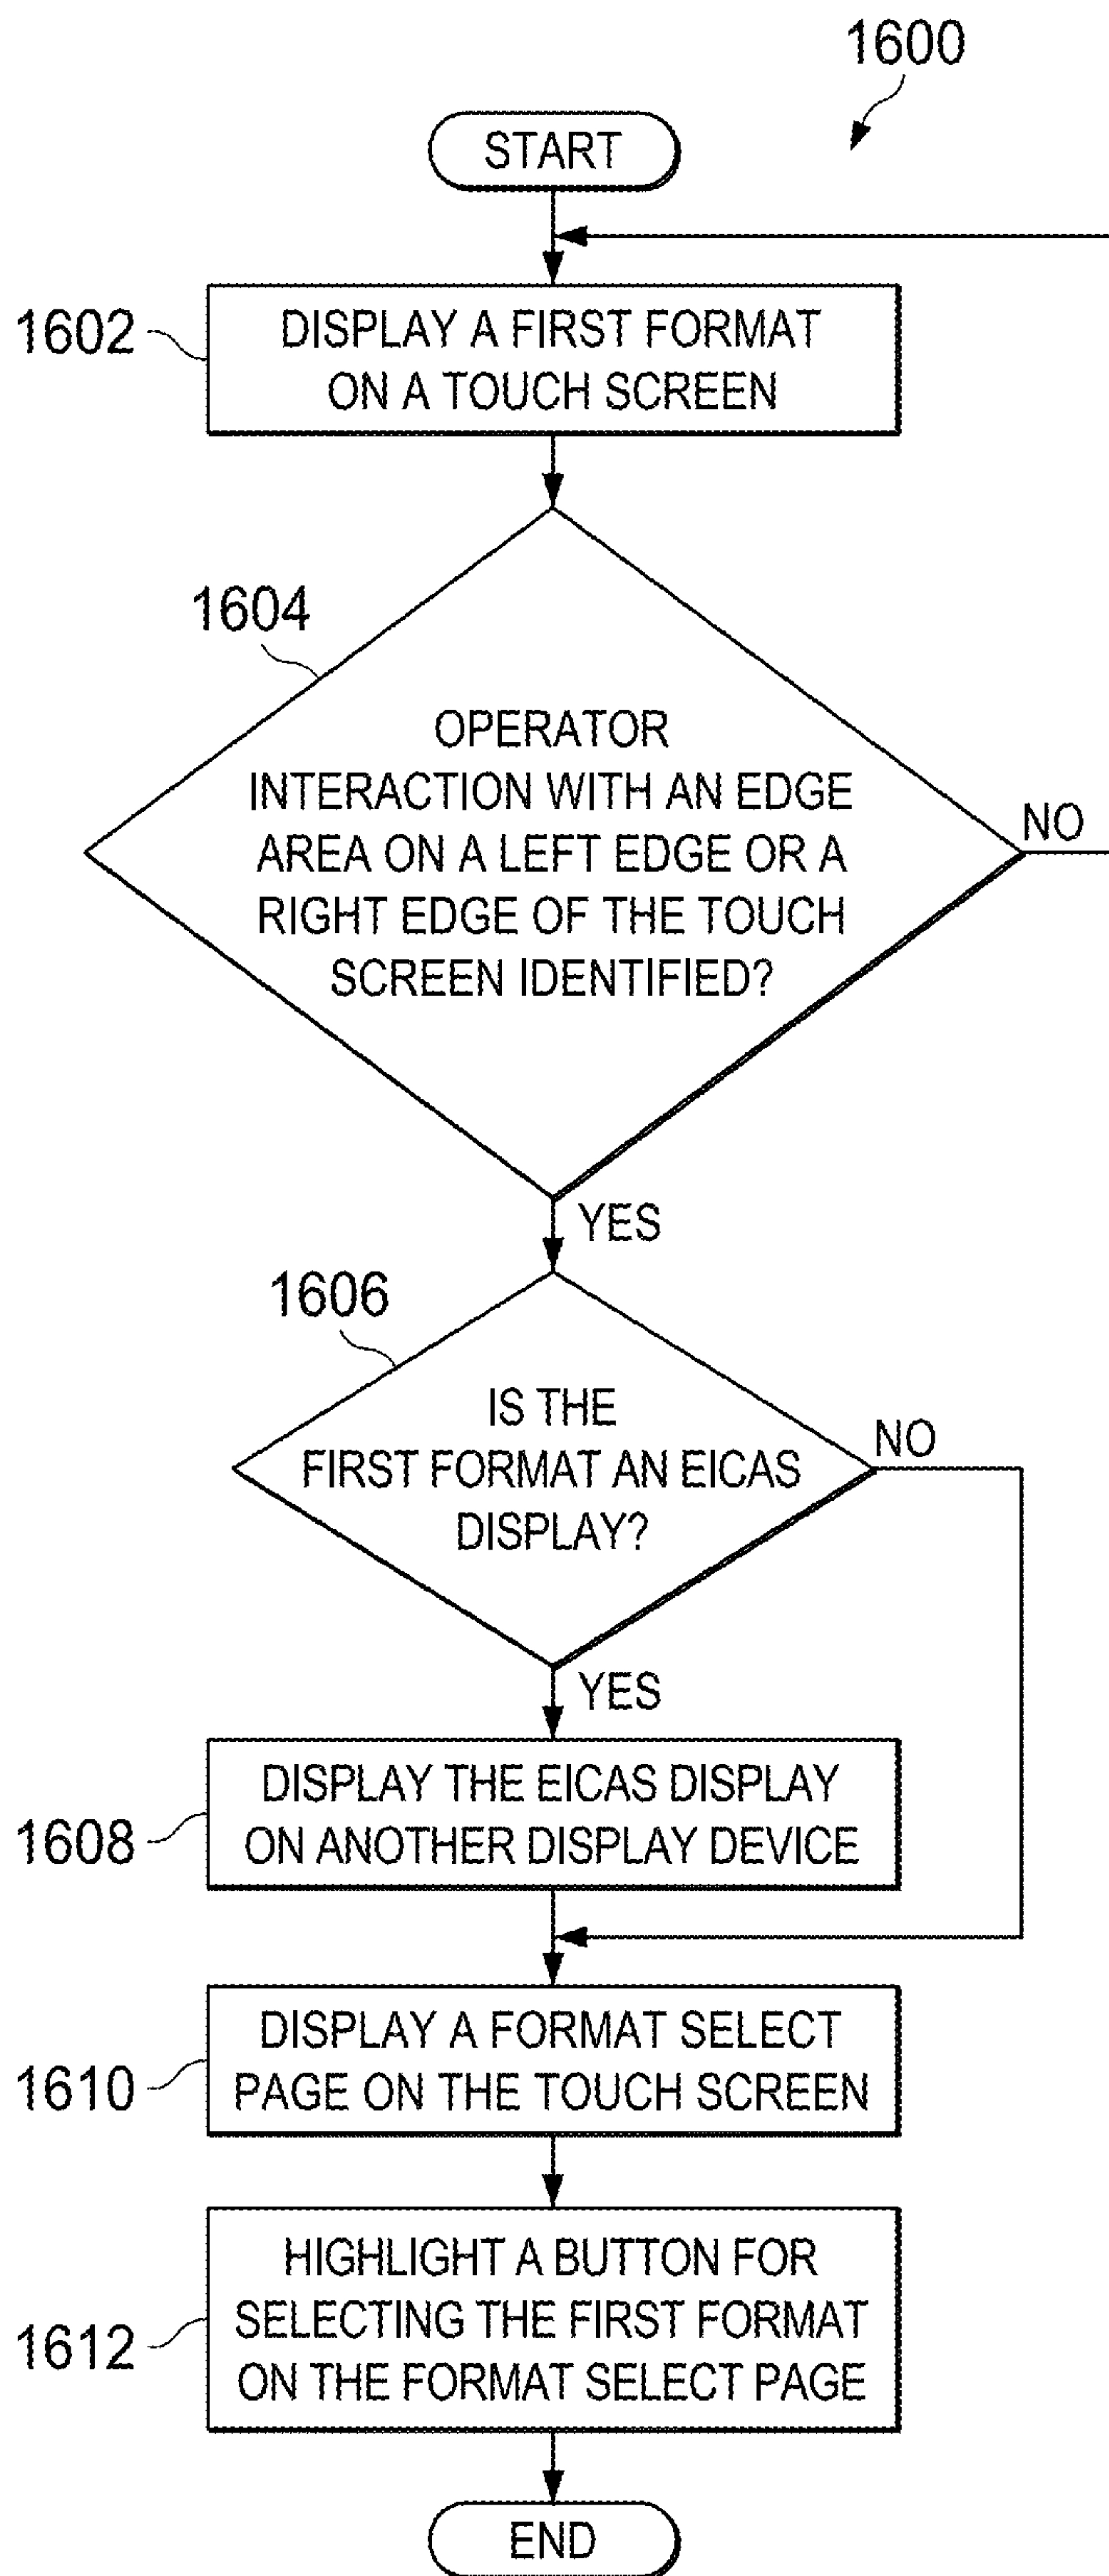 1600
START
1602
DISPLAY A FIRST FORMAT
ON A TOUCH SCREEN
1604
OPERATOR
INTERACTION WITH AN EDGE
AREA ON A LEFT EDGE OR A
RIGHT EDGE OF THE TOUCH
SCREEN IDENTIFIED?
NO
YES
1606
IS THE
FIRST FORMAT AN EICAS
DISPLAY?
NO
YES
1608
DISPLAY THE EICAS DISPLAY
ON ANOTHER DISPLAY DEVICE
1610
DISPLAY A FORMAT SELECT
PAGE ON THE TOUCH SCREEN
1612
HIGHLIGHT A BUTTON FOR
SELECTING THE FIRST FORMAT
ON THE FORMAT SELECT PAGE
END